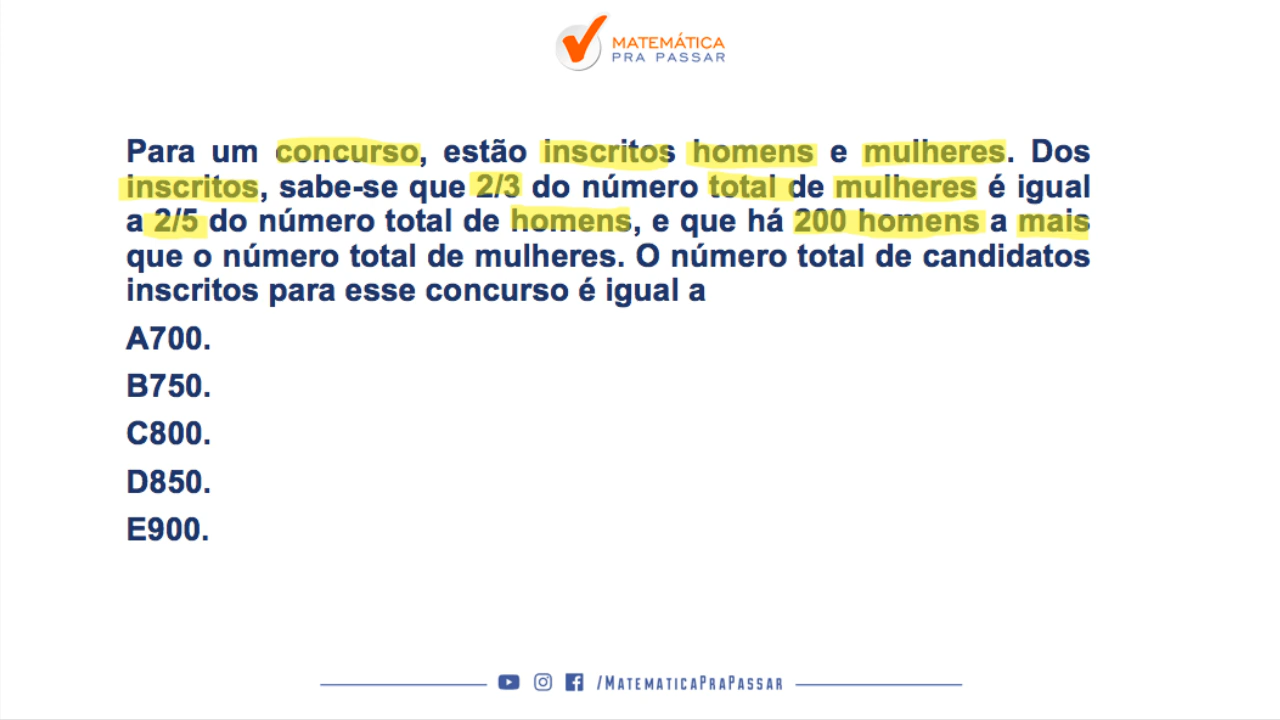 MATEMÁTICA
PRA PASSAR
Para um concurso, estão inscritos homens e mulheres. Dos
inscritos, sabe-se que 2/3 do número total de mulheres é igual
a 2/5 do número total de homens, e que há 200 homens a mais
que o número total de mulheres. O número total de candidatos
inscritos para esse concurso é igual a
A700.
B750.
C800.
D850.
E900.
/MATEMATICAPRAPASSAR